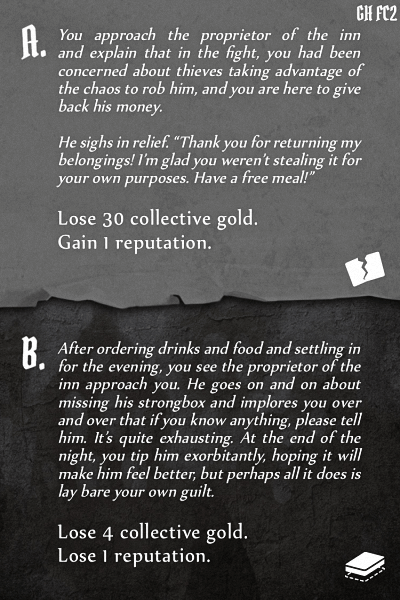 GH FC2
A.
You approach the proprietor of the inn
and explain that in the fight, you had been
concerned about thieves taking advantage of
the chaos to rob him, and you are here to give
back his money.
He sighs in relief. “Thank you for returning my
belongings! I’m glad you weren’t stealing it for
your own purposes. Have a free meal!”
Lose 30 collective gold.
Gain 1 reputation.
B.
After ordering drinks and food and settling in
for the evening, you see the proprietor of the
inn approach you. He goes on and on about
missing his strongbox and implores you over
and over that if you know anything, please tell
him. It’s quite exhausting. At the end of the
night, you tip him exorbitantly, hoping it will
make him feel better, but perhaps all it does is
lay bare your own guilt.
Lose 4 collective gold.
Lose 1 reputation.